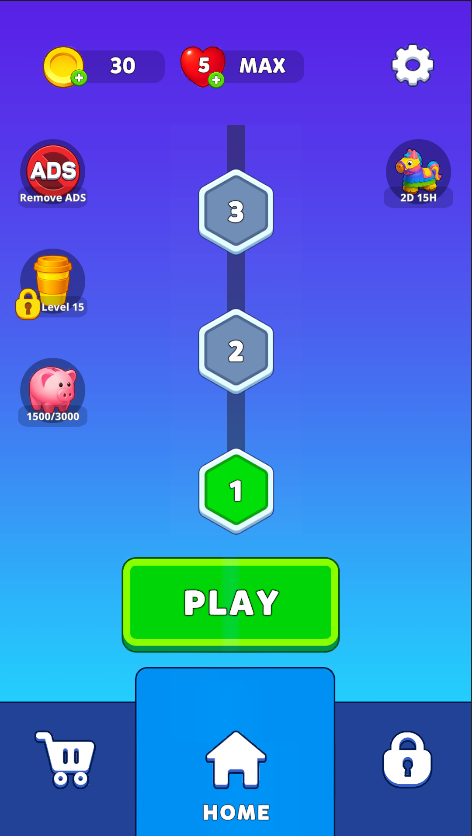 30
5
MAX
ADS
Remove ADS
2D 15H
3
Level 15
2
1500/3000
1
PLAY
HOME